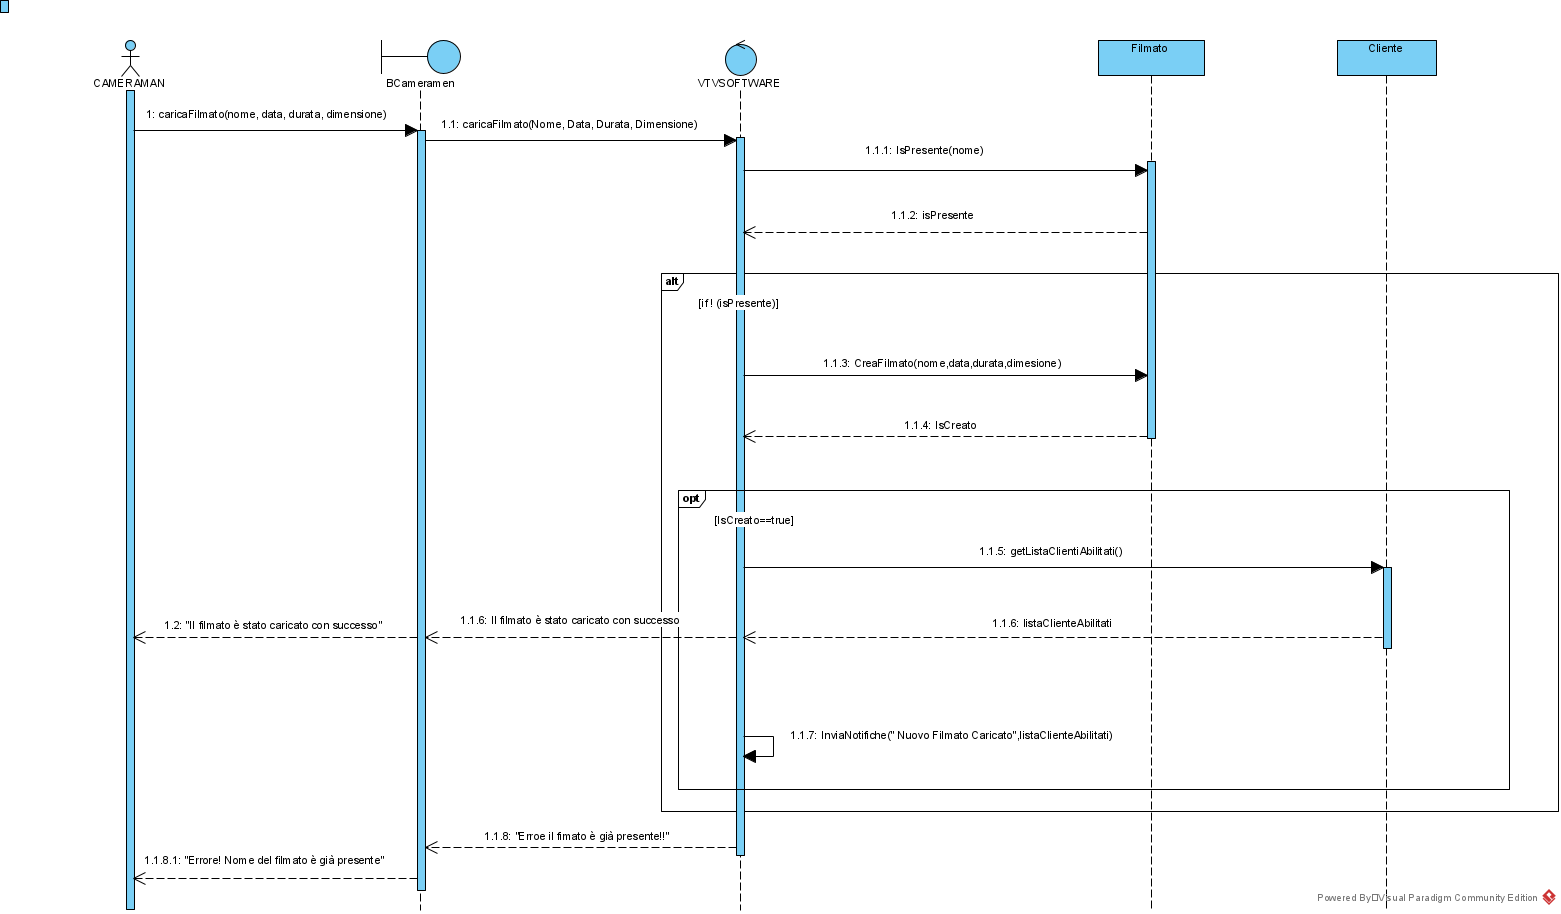 Filmato
Cliente
CAMERAMAN
BCameramen
VTVSOFTWARE
1: caricaFilmato(nome, data, durata, dimensione)
1.1: caricaFilmato(Nome, Data, Durata, Dimensione)
1.1.1: IsPresente(nome)
1.1.2: isPresente
alt
[if! (isPresente)]
1.1.3: CreaFilmato(nome,data,durata,dimesione)
1.1.4: IsCreato
opt
[IsCreato==true]
1.1.5: getListaClientiAbilitati()
1.2: "Il filmato è stato caricato con successo"
1.1.6: Il filmato è stato caricato con successo
1.1.6: listaClienteAbilitati
1.1.7: InviaNotifiche(" Nuovo Filmato Caricato",listaClienteAbilitati)
1.1.8: "Erroe il fimato è già presente!!"
1.1.8.1: "Errore! Nome del filmato è già presente"
Powered By Visual Paradigm Community Edition